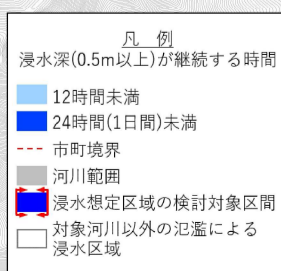 凡 例
浸水深(0.5m以上)が継続する時間
12時間未満
24時間(1日間)未満
市町境界
河川範囲
浸水想定区域の検討対象区間
対象河川以外の氾濫による
浸水区域